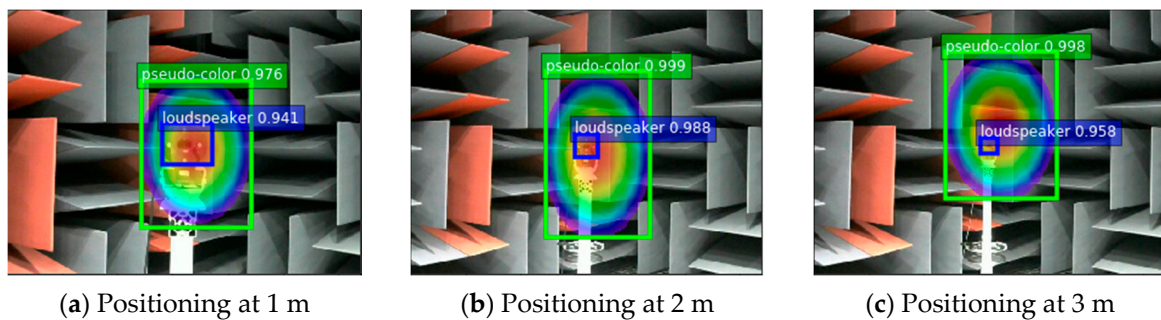 pseudo-color 0.976
loudspeaker 0.941
pseudo-color 0.999
loudspeaker 0.988
pseudo-color 0.998
loudspeaker 0.958
(a) Positioning at 1 m
(b) Positioning at 2 m
(c) Positioning at 3 m